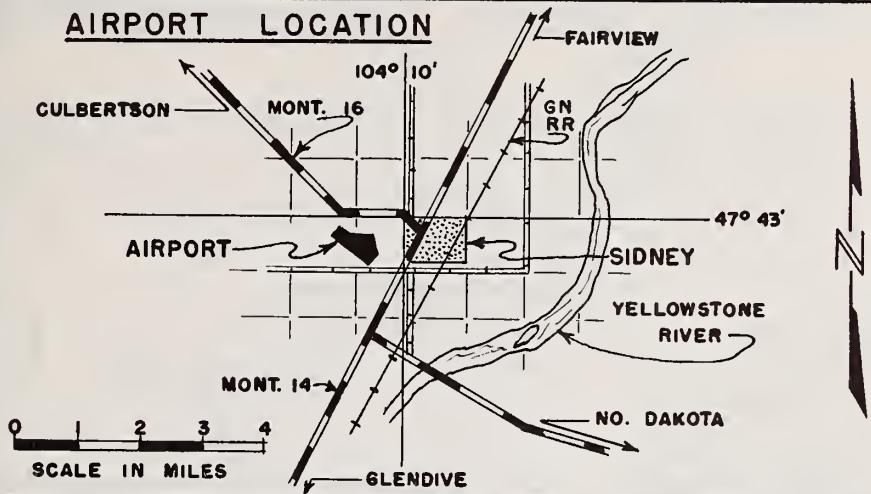 AIRPORT LOCATION
FAIRVIEW
104° 10'
CULBERTSON
MONT. 16
GN
RR
47° 43'
AIRPORT
SIDNEY
N
YELLOWSTONE
RIVER
MONT. 14
NO. DAKOTA
0 1 2 3 4
SCALE IN MILES
GLENDIVE